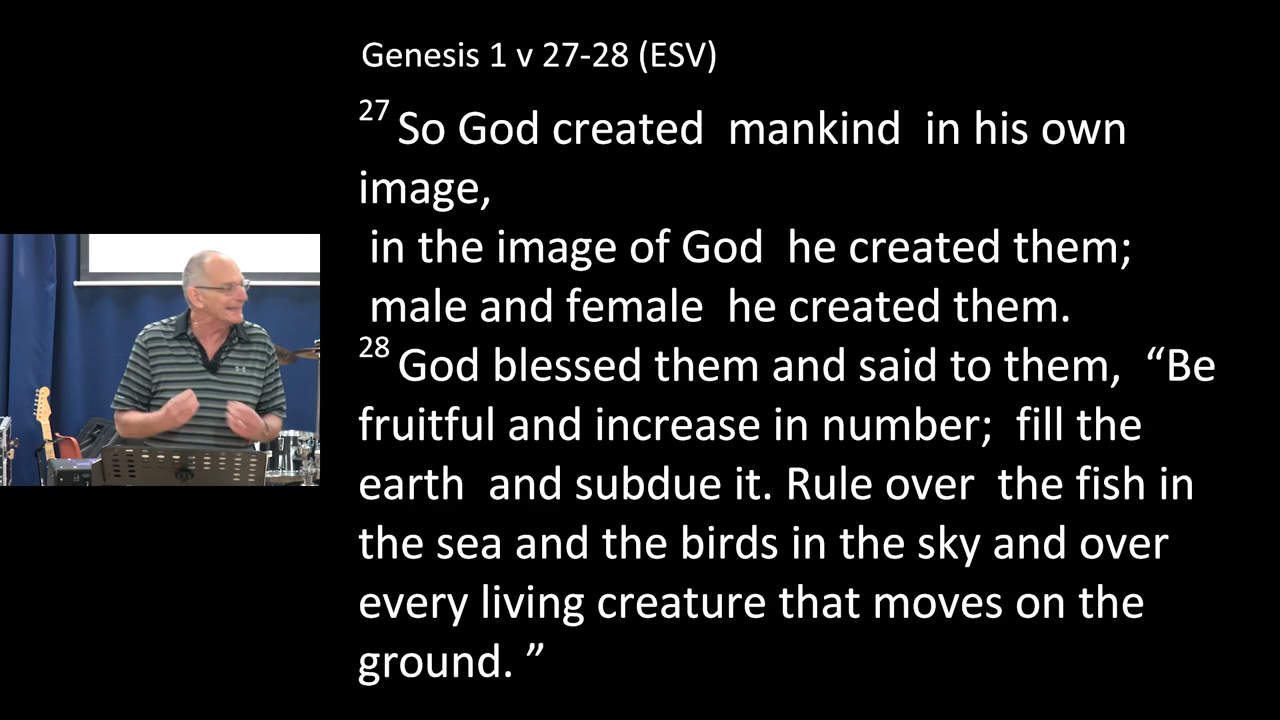 Genesis 1 v 27-28 (ESV)
27 So God created mankind in his own
image,
in the image of God he created them;
male and female he created them.
28 God blessed them and said to them, “Be
fruitful and increase in number; fill the
earth and subdue it. Rule over the fish in
the sea and the birds in the sky and over
every living creature that moves on the
ground. ”